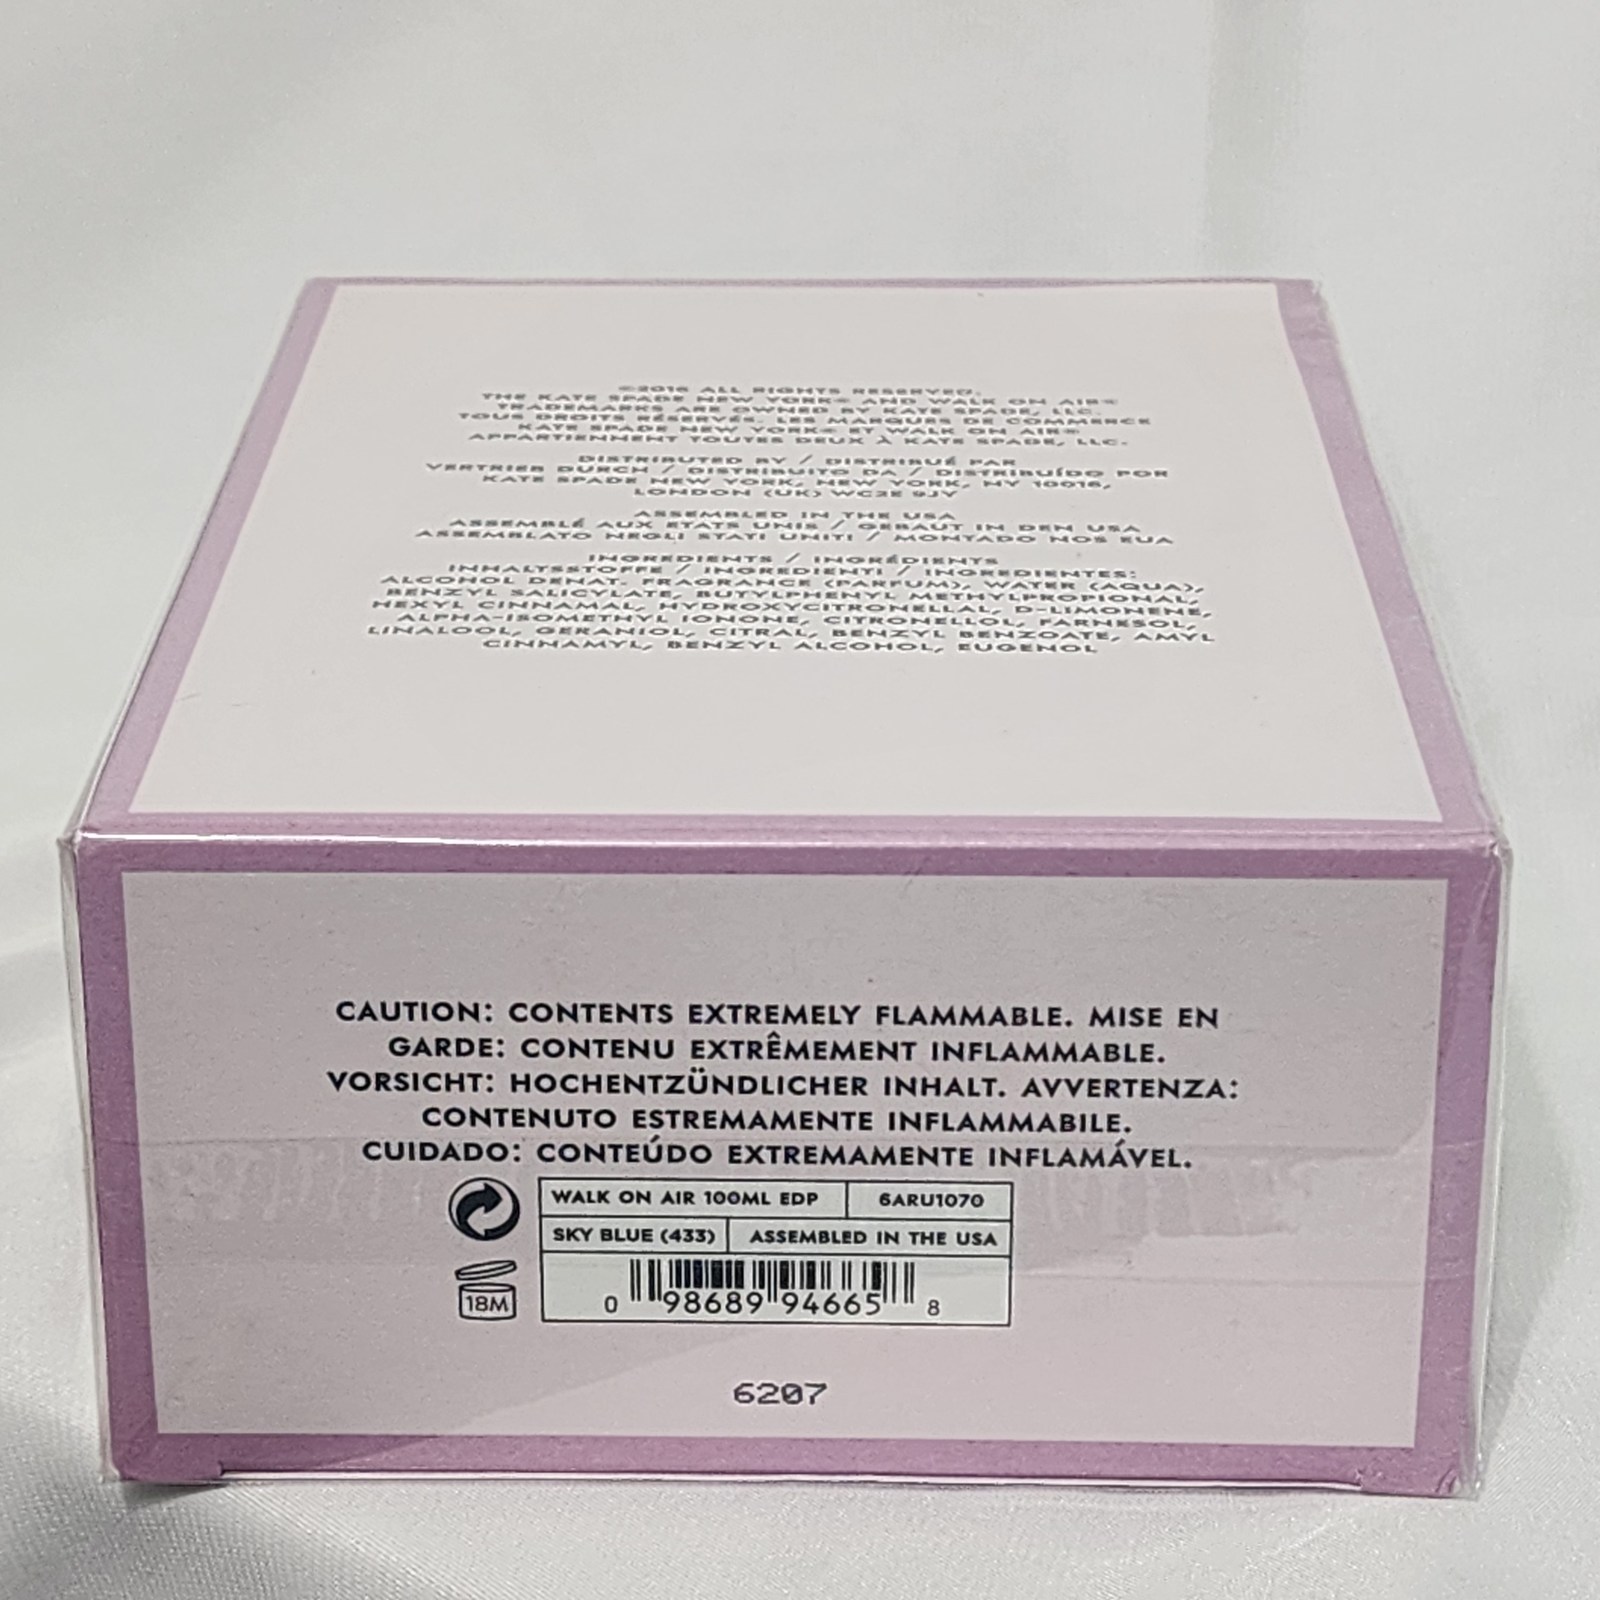 ©2016 ALL RIGHTS RESERVED.
THE KATE SPADE NEW YORK® AND WALK ON AIR®
TRADEMARKS ARE OWNED BY KATE SPADE, LLC.
TOUS DROITS RÉSERVÉS. LES MARQUES DE COMMERCE
KATE SPADE NEW YORK® ET WALK ON AIR®
APPARTIENNENT TOUTES DEUX À KATE SPADE, LLC.
DISTRIBUTED BY / DISTRIBUÉ PAR
VERTRIEB DURCH / DISTRIBUITO DA / DISTRIBUÍDO POR
KATE SPADE NEW YORK, NEW YORK, NY 10016,
LONDON (UK) WC2E 9JY
ASSEMBLED IN THE USA
ASSEMBLÉ AUX ETATS UNIS / GEBAUT IN DEN USA
ASSEMBLATO NEGLI STATI UNITI / MONTADO NOS EUA
INGREDIENTS / INGRÉDIENTS
INHALTSSTOFFE / INGREDIENTI / INGREDIENTES:
ALCOHOL DENAT. FRAGRANCE (PARFUM), WATER (AQUA),
BENZYL SALICYLATE, BUTYLPHENYL METHYLPROPIONAL,
HEXYL CINNAMAL, HYDROXYCITRONELLAL, D-LIMONENE,
ALPHA-ISOMETHYL IONONE, CITRONELLOL, FARNESOL,
LINALOOL, GERANIOL, CITRAL, BENZYL BENZOATE, AMYL
CINNAMYL, BENZYL ALCOHOL, EUGENOL
CAUTION: CONTENTS EXTREMELY FLAMMABLE. MISE EN
GARDE: CONTENU EXTRÊMEMENT INFLAMMABLE.
VORSICHT: HOCHENTZÜNDLICHER INHALT. AVVERTENZA:
CONTENUTO ESTREMAMENTE INFLAMMABILE.
CUIDADO: CONTEÚDO EXTREMAMENTE INFLAMÁVEL.
WALK ON AIR 100ML EDP 6ARU1070
SKY BLUE (433) ASSEMBLED IN THE USA
18M
0 98689 94665 8
6207